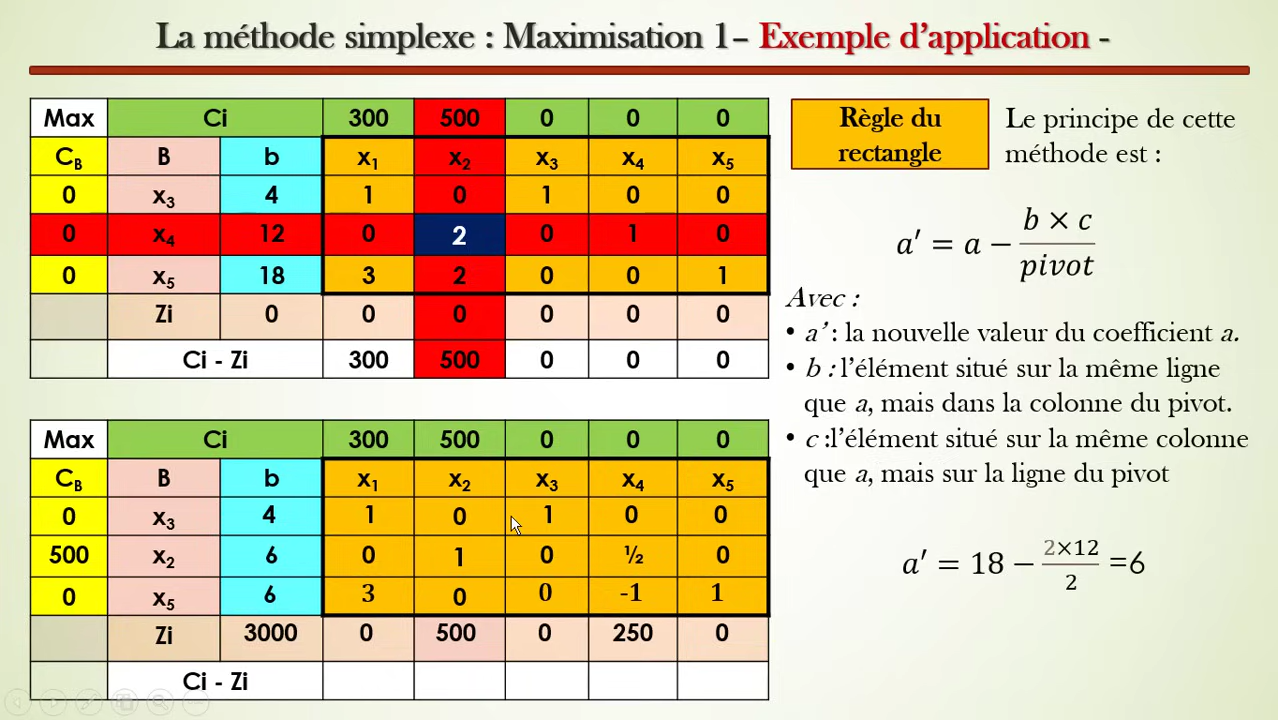 La méthode simplexe : Maximisation 1– Exemple d’application -
Max Ci 300 500 0 0 0
CB B b x1 x2 x3 x4 x5
0 x3 4 1 0 1 0 0
0 x4 12 0 2 0 1 0
0 x5 18 3 2 0 0 1
Zi 0 0 0 0 0 0
Ci - Zi 300 500 0 0 0
Max Ci 300 500 0 0 0
CB B b x1 x2 x3 x4 x5
0 x3 4 1 0 1 0 0
500 x2 6 0 1 0 ½ 0
0 x5 6 3 0 0 -1 1
Zi 3000 0 500 0 250 0
Ci - Zi
Règle du
rectangle
Le principe de cette
méthode est :
a′ = a − b × c / pivot
Avec :
• a’ : la nouvelle valeur du coefficient a.
• b : l’élément situé sur la même ligne
que a, mais dans la colonne du pivot.
• c :l’élément situé sur la même colonne
que a, mais sur la ligne du pivot
a′ = 18 − 2×12 / 2 =6